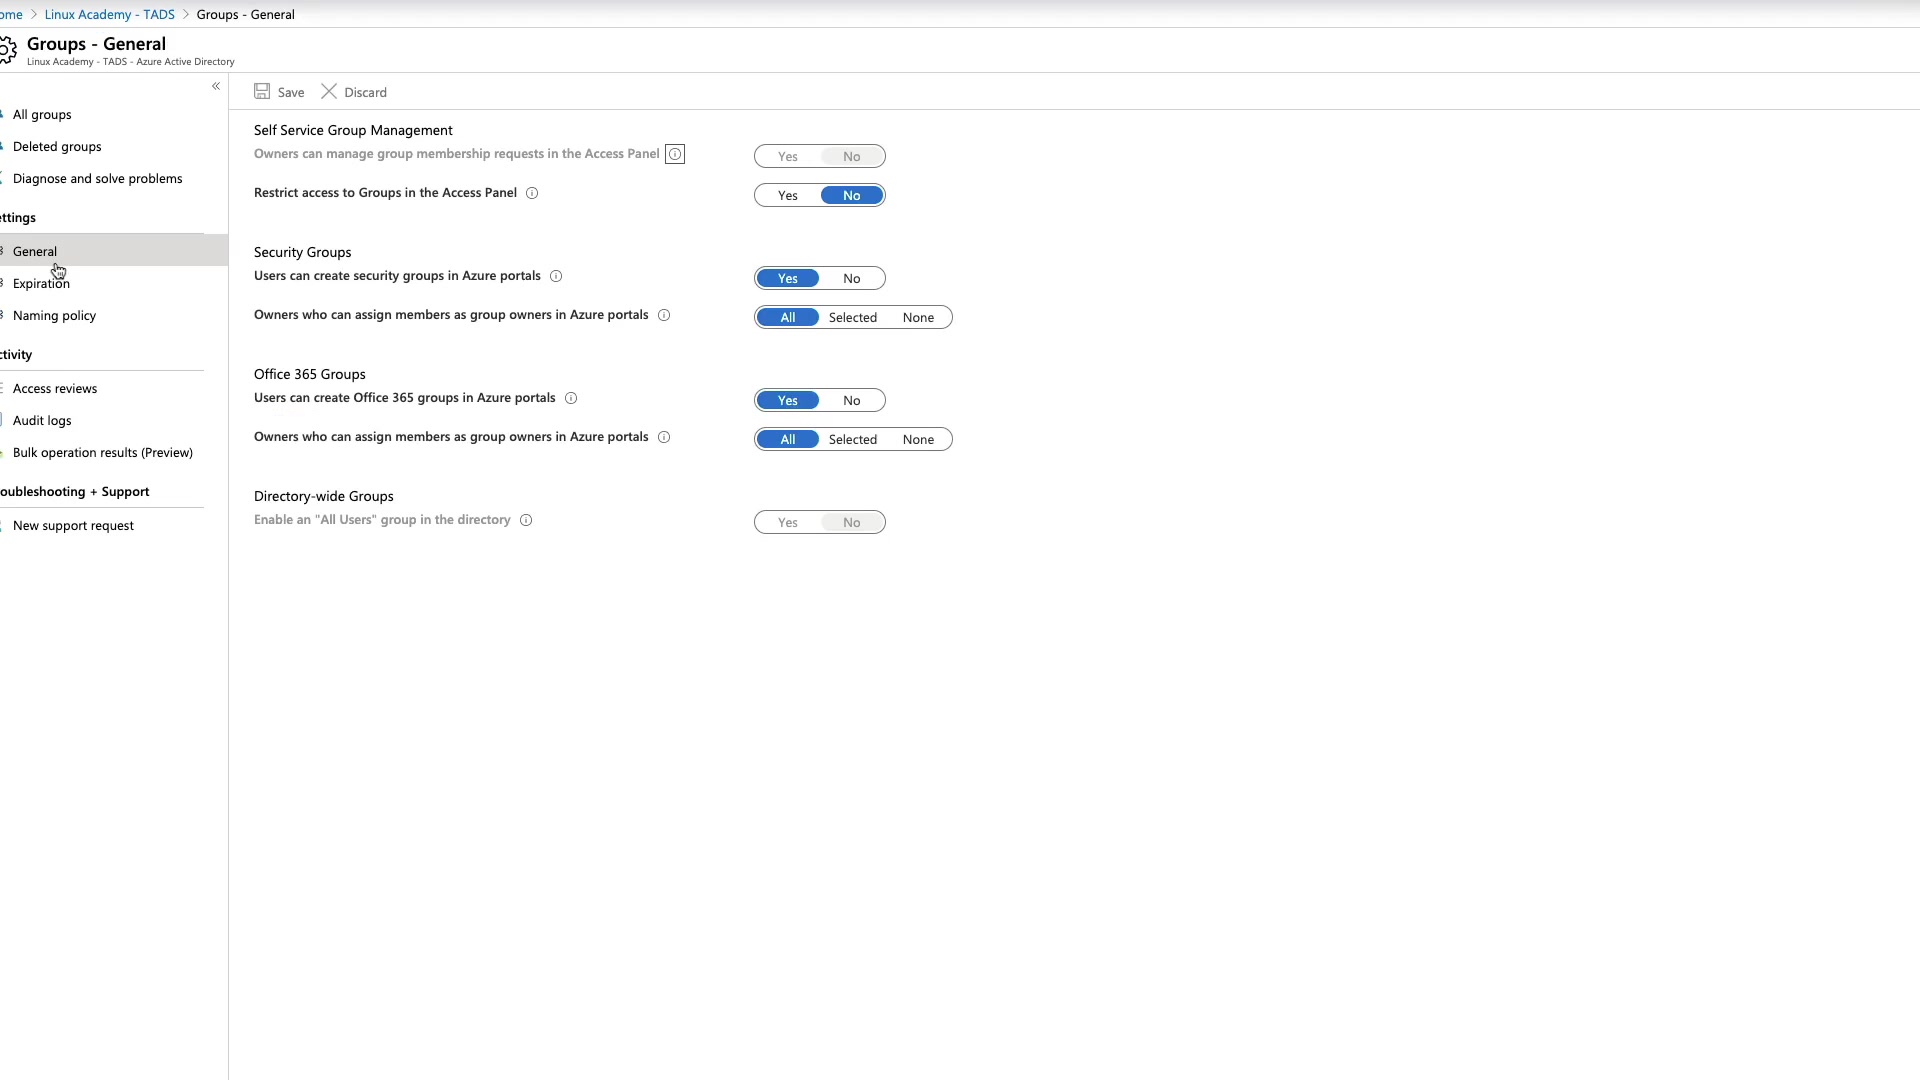 ome > Linux Academy - TADS > Groups - General
Groups - General
Linux Academy - TADS - Azure Active Directory
«
Save Discard
All groups
Deleted groups
Diagnose and solve problems
ettings
General
Expiration
Naming policy
ctivity
Access reviews
Audit logs
Bulk operation results (Preview)
oubleshooting + Support
New support request
Self Service Group Management
Owners can manage group membership requests in the Access Panel Yes No
Restrict access to Groups in the Access Panel Yes No
Security Groups
Users can create security groups in Azure portals Yes No
Owners who can assign members as group owners in Azure portals All Selected None
Office 365 Groups
Users can create Office 365 groups in Azure portals Yes No
Owners who can assign members as group owners in Azure portals All Selected None
Directory-wide Groups
Enable an "All Users" group in the directory Yes No